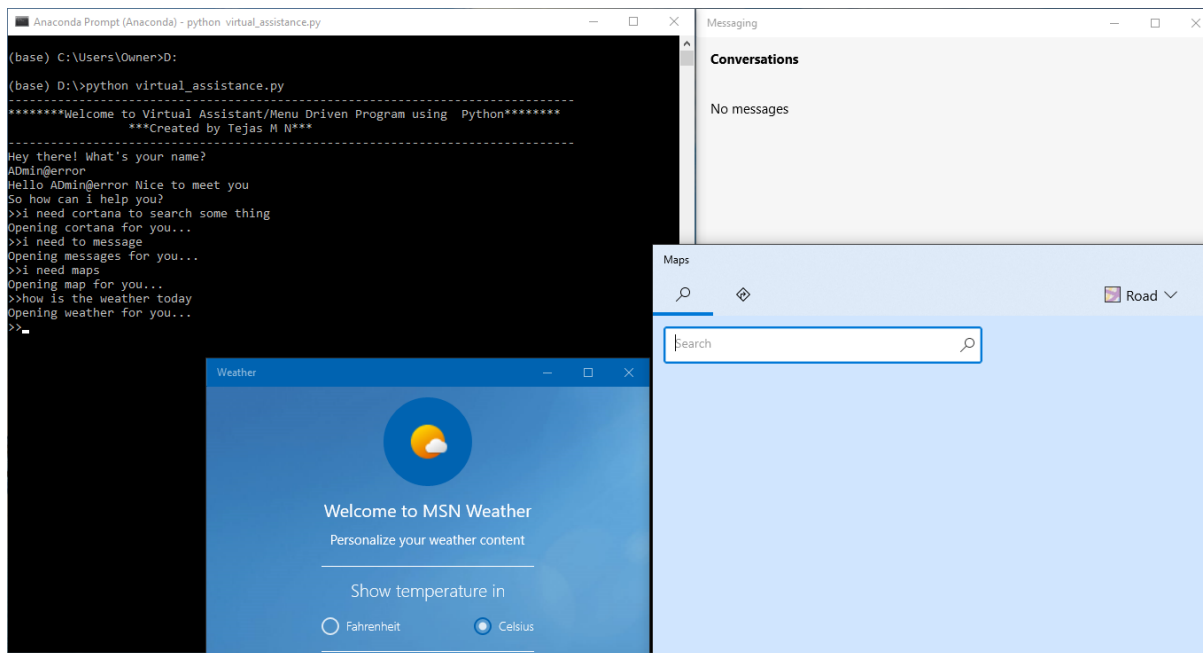 Anaconda Prompt (Anaconda) - python  virtual_assistance.py
(base) C:\Users\Owner>D:
(base) D:\>python virtual_assistance.py
--------------------------------------------------------------------------------
********Welcome to Virtual Assistant/Menu Driven Program using  Python********
***Created by Tejas M N***
--------------------------------------------------------------------------------
Hey there! What's your name?
ADmin@error
Hello ADmin@error Nice to meet you
So how can i help you?
>>i need cortana to search some thing
Opening cortana for you...
>>i need to message
Opening messages for you...
>>i need maps
Opening map for you...
>>how is the weather today
Opening weather for you...
>>
Messaging
Conversations
No messages
Maps
Road
Search
Weather
Welcome to MSN Weather
Personalize your weather content
Show temperature in
Fahrenheit
Celsius